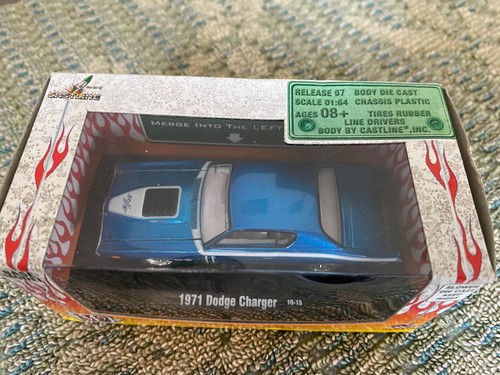 CASTLINE
RELEASE 07 BODY DIE CAST
SCALE 01:64 CHASSIS PLASTIC
AGES 08+ TIRES RUBBER
LINE DRIVERS
BODY BY CASTLINE®, INC.
MERGE INTO THE LEFT
1971 Dodge Charger 10-13